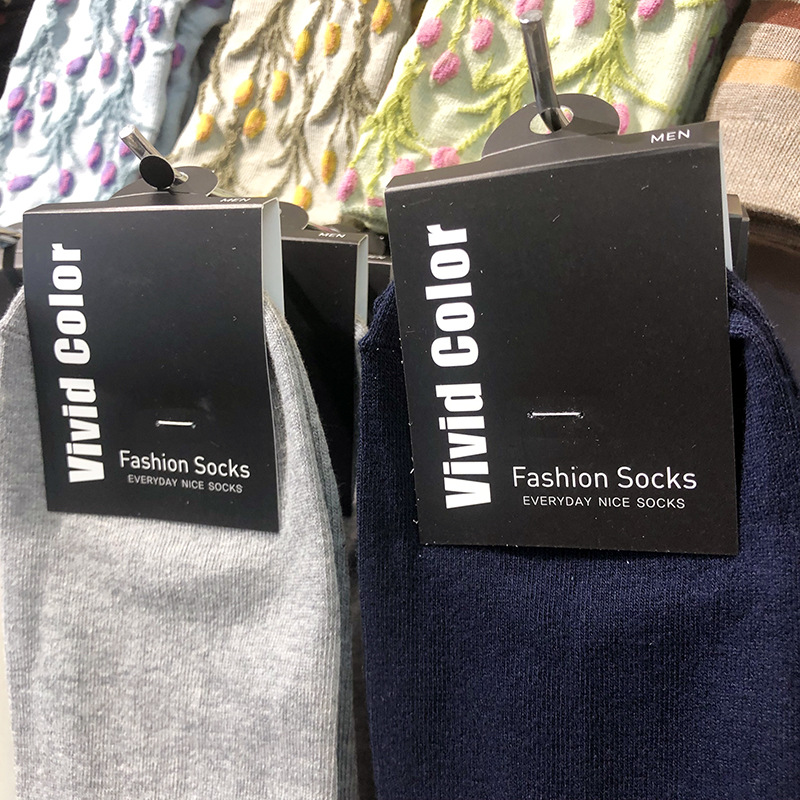 MEN
Vivid Color
Fashion Socks
EVERYDAY NICE SOCKS
MEN
MEN
Vivid Color
Fashion Socks
EVERYDAY NICE SOCKS